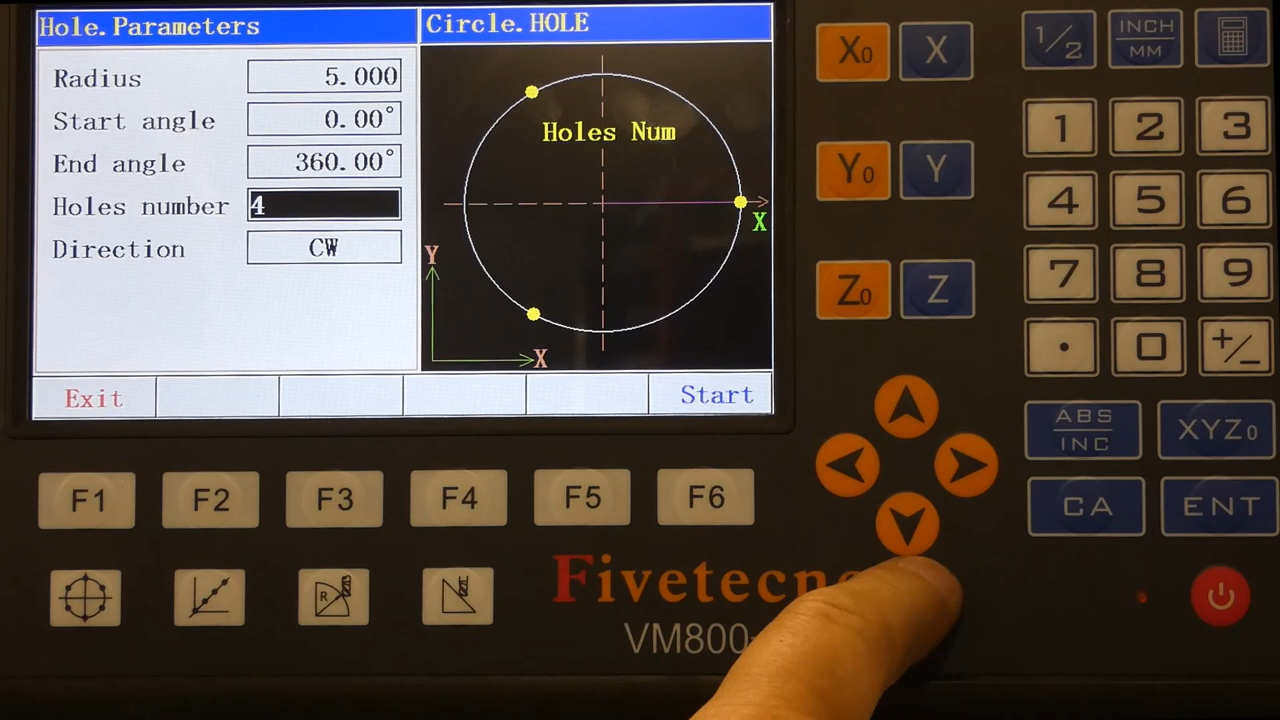 Hole.Parameters
Circle.HOLE
Radius 5.000
Start angle 0.00°
End angle 360.00°
Holes number 4
Direction CW
Holes Num
X
Y
X
Exit
Start
F1 F2 F3 F4 F5 F6
R
X₀ X
Y₀ Y
Z₀ Z
1/2
INCH
MM
1 2 3
4 5 6
7 8 9
. 0 +/-
ABS
INC
XYZ₀
CA
ENT
VM800